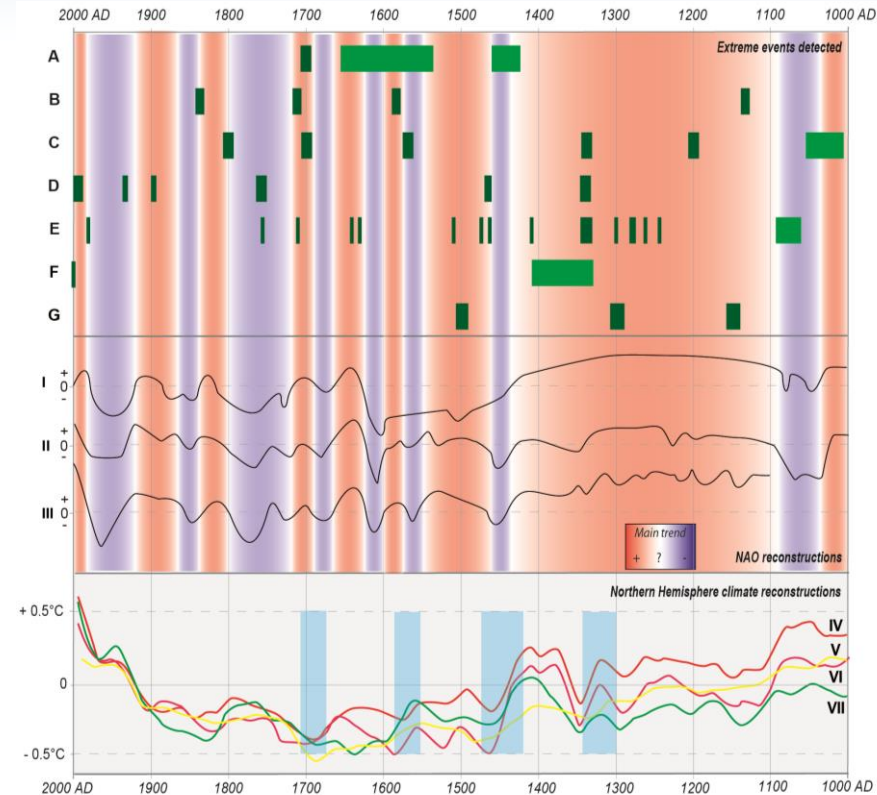 2000 AD 1900 1800 1700 1600 1500 1400 1300 1200 1100 1000 AD
Extreme events detected
A
B
C
D
E
F
G
I + 0 -
II + 0 -
III + 0 -
Main trend
+ ? -
NAO reconstructions
Northern Hemisphere climate reconstructions
+ 0.5°C
IV
V
0
VI
VII
- 0.5°C
2000 AD 1900 1800 1700 1600 1500 1400 1300 1200 1100 1000 AD